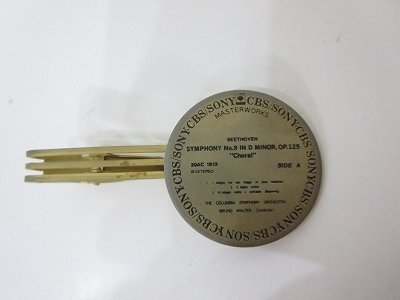 CBS/SONY CBS/SONY CBS/SONY CBS/SONY CBS/SONY CBS/SONY
MASTERWORKS
BEETHOVEN
SYMPHONY No.9 IN D MINOR, OP.125
"Choral"
20AC 1813
SIDE A
STEREO
THE COLUMBIA SYMPHONY ORCHESTRA
BRUNO WALTER, Conductor